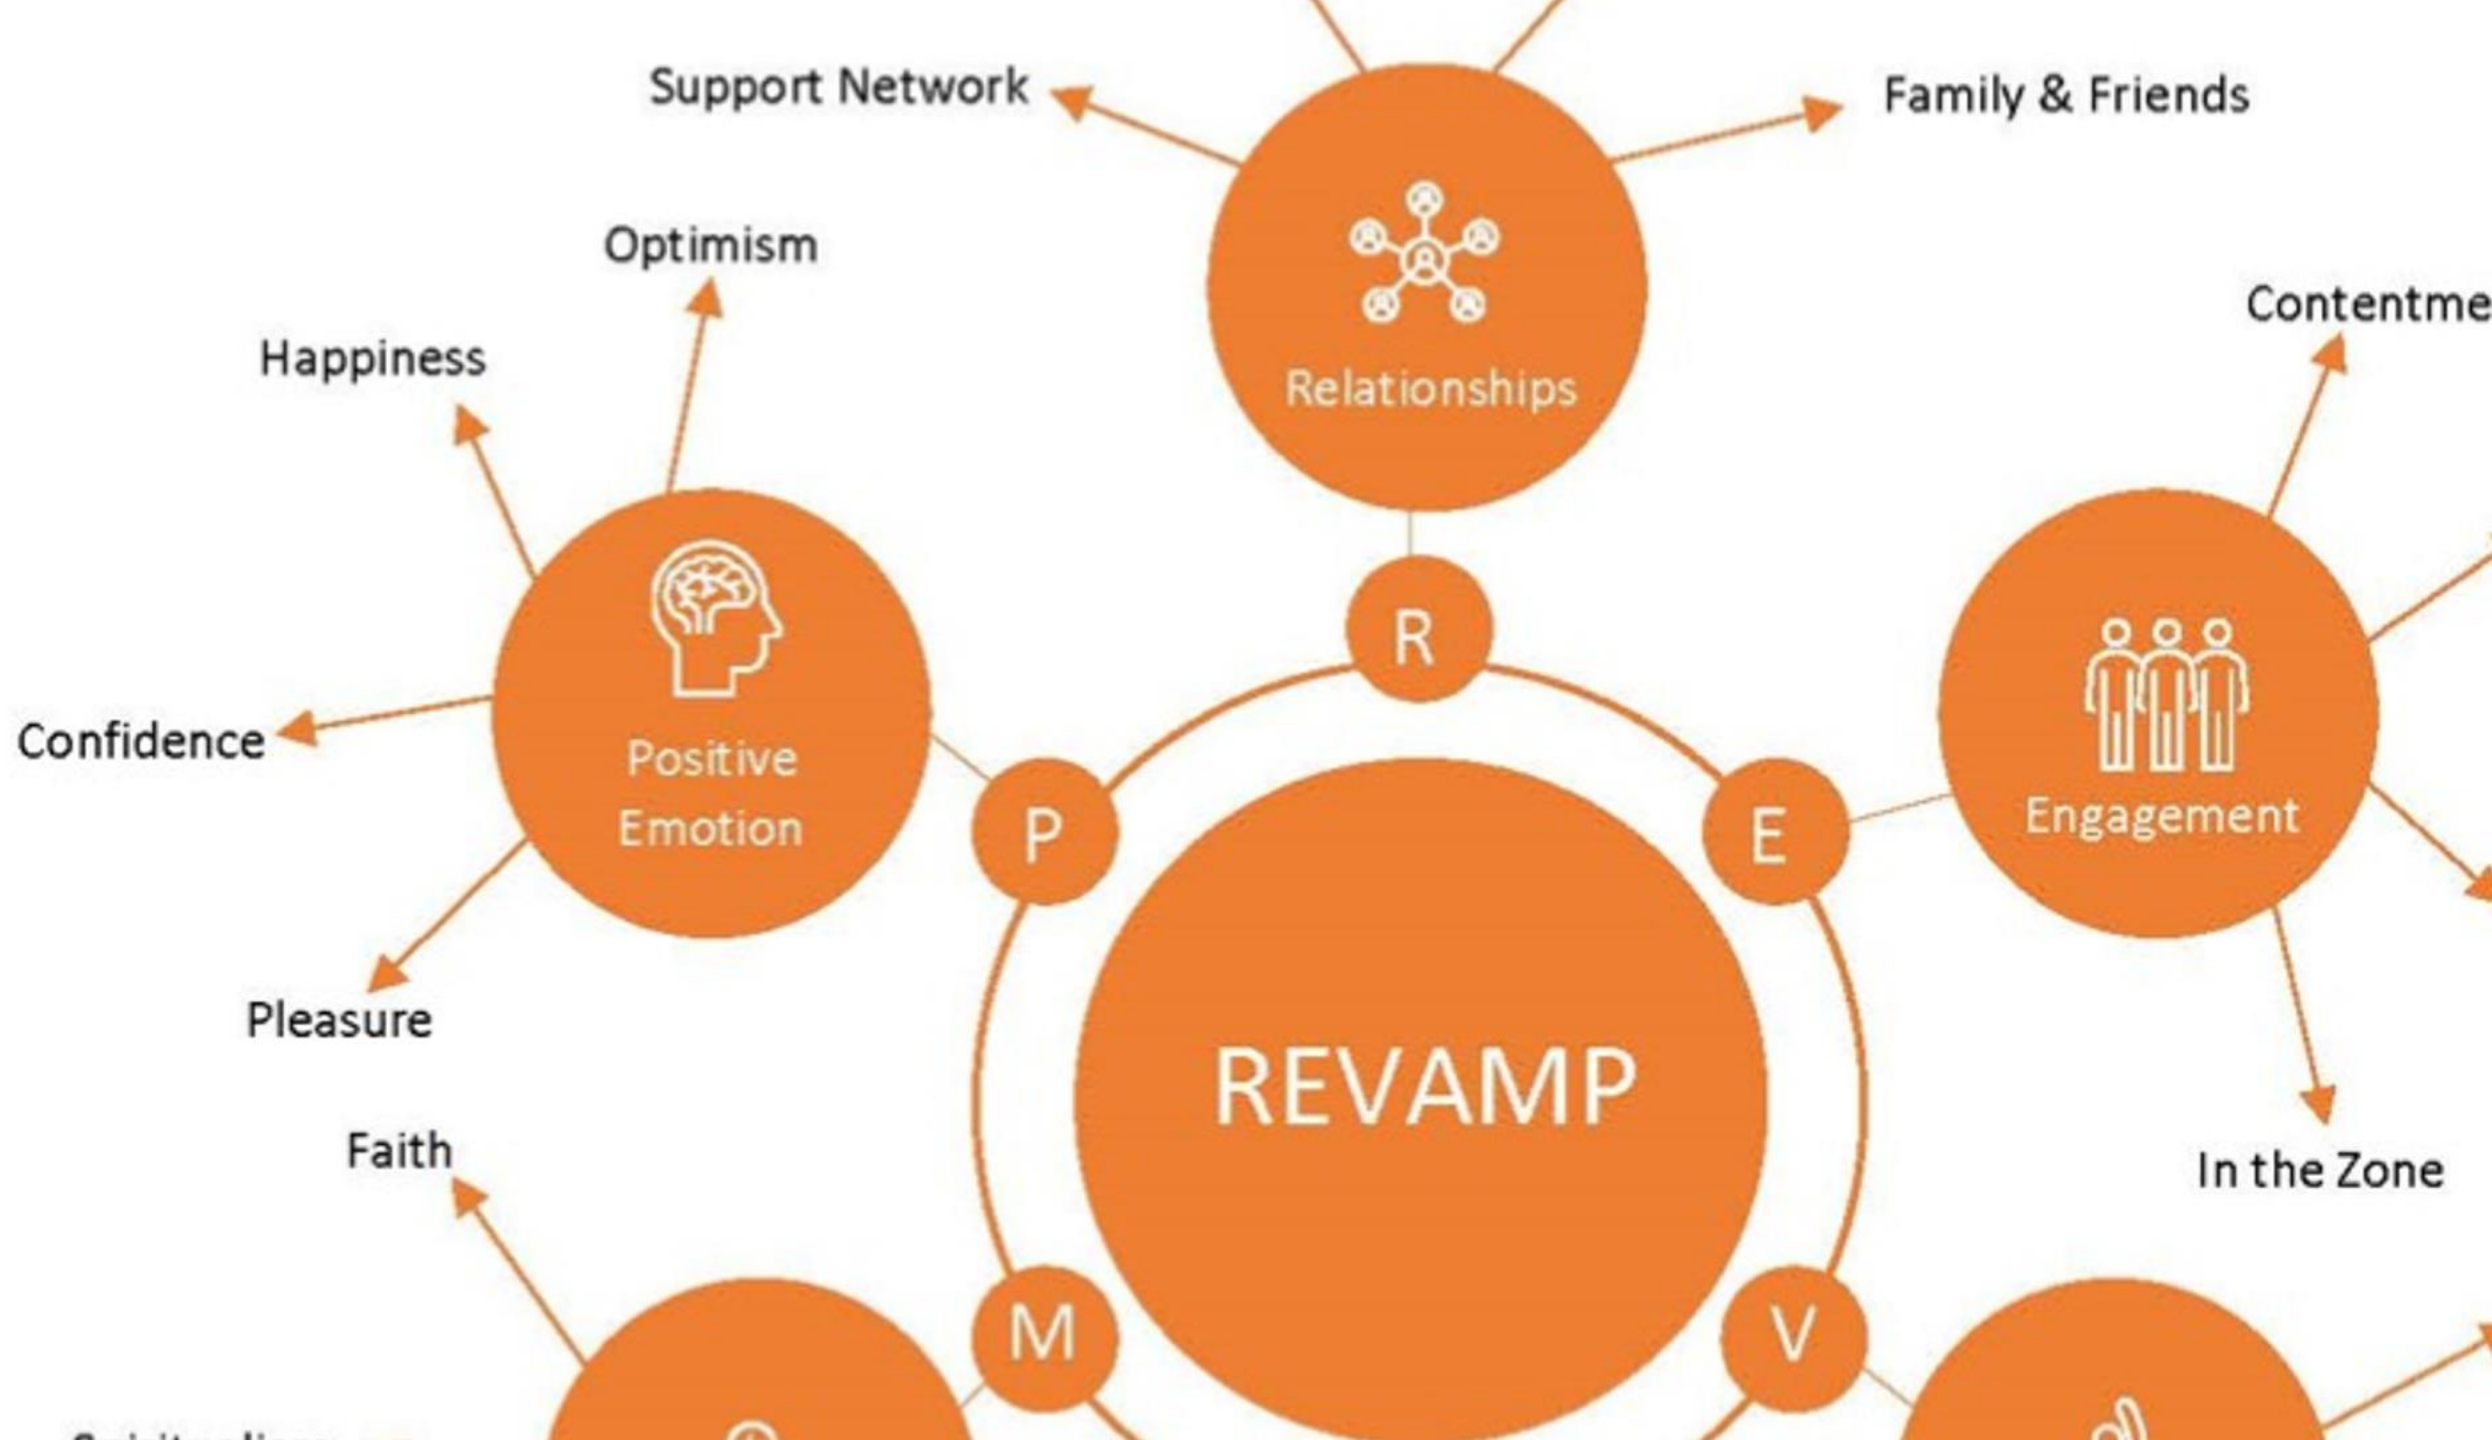 Support Network
Family & Friends
Optimism
Contentme
Happiness
Relationships
R
Confidence
Positive
Emotion
P
E
Engagement
Pleasure
REVAMP
Faith
In the Zone
M
V